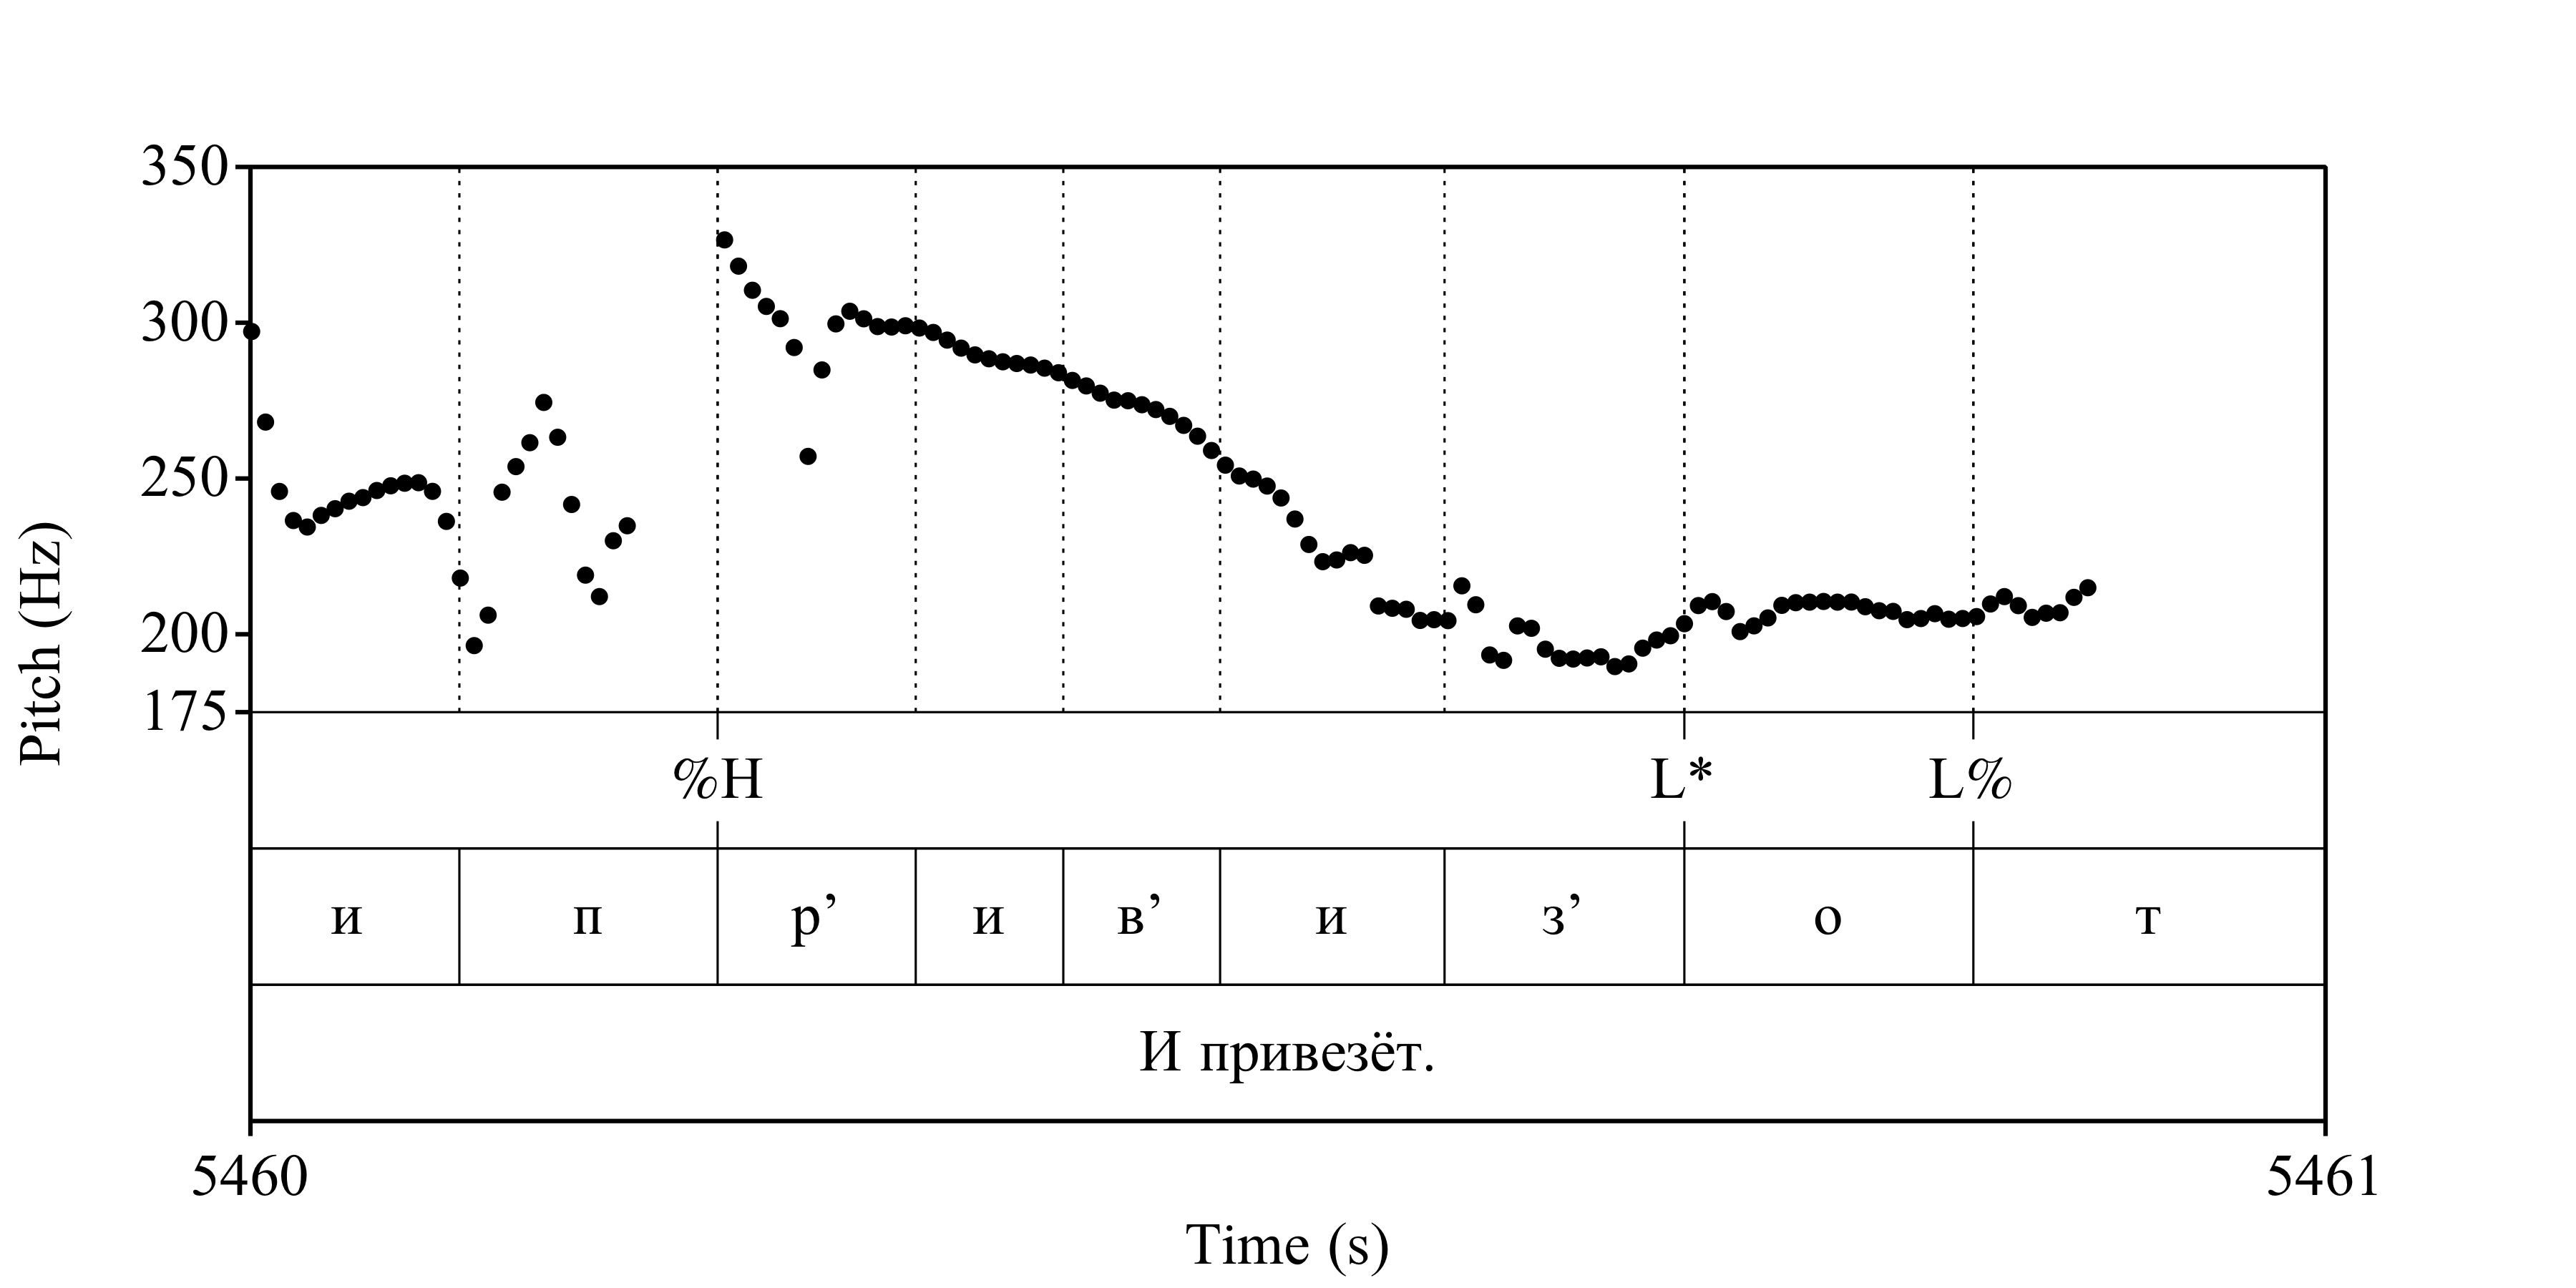 350
300
250
200
175
Pitch (Hz)
%H L* L%
и п р’ и в’ и з’ о т
И привезёт.
5460 5461
Time (s)